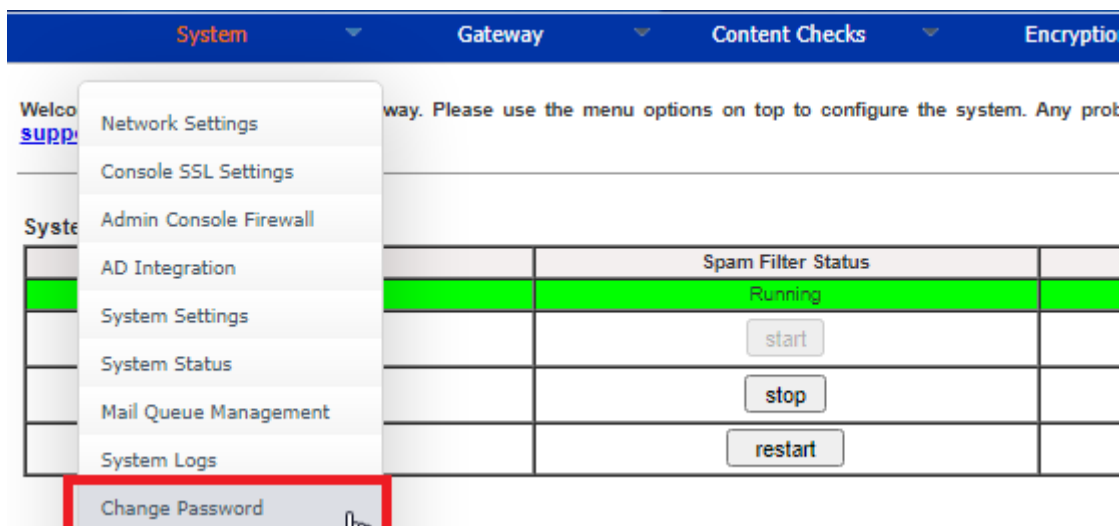 System Gateway Content Checks Encryptio
Welco way. Please use the menu options on top to configure the system. Any prob
supp
Network Settings
Console SSL Settings
Admin Console Firewall
Syste
AD Integration
Spam Filter Status
System Settings
Running
start
System Status
stop
Mail Queue Management
restart
System Logs
Change Password